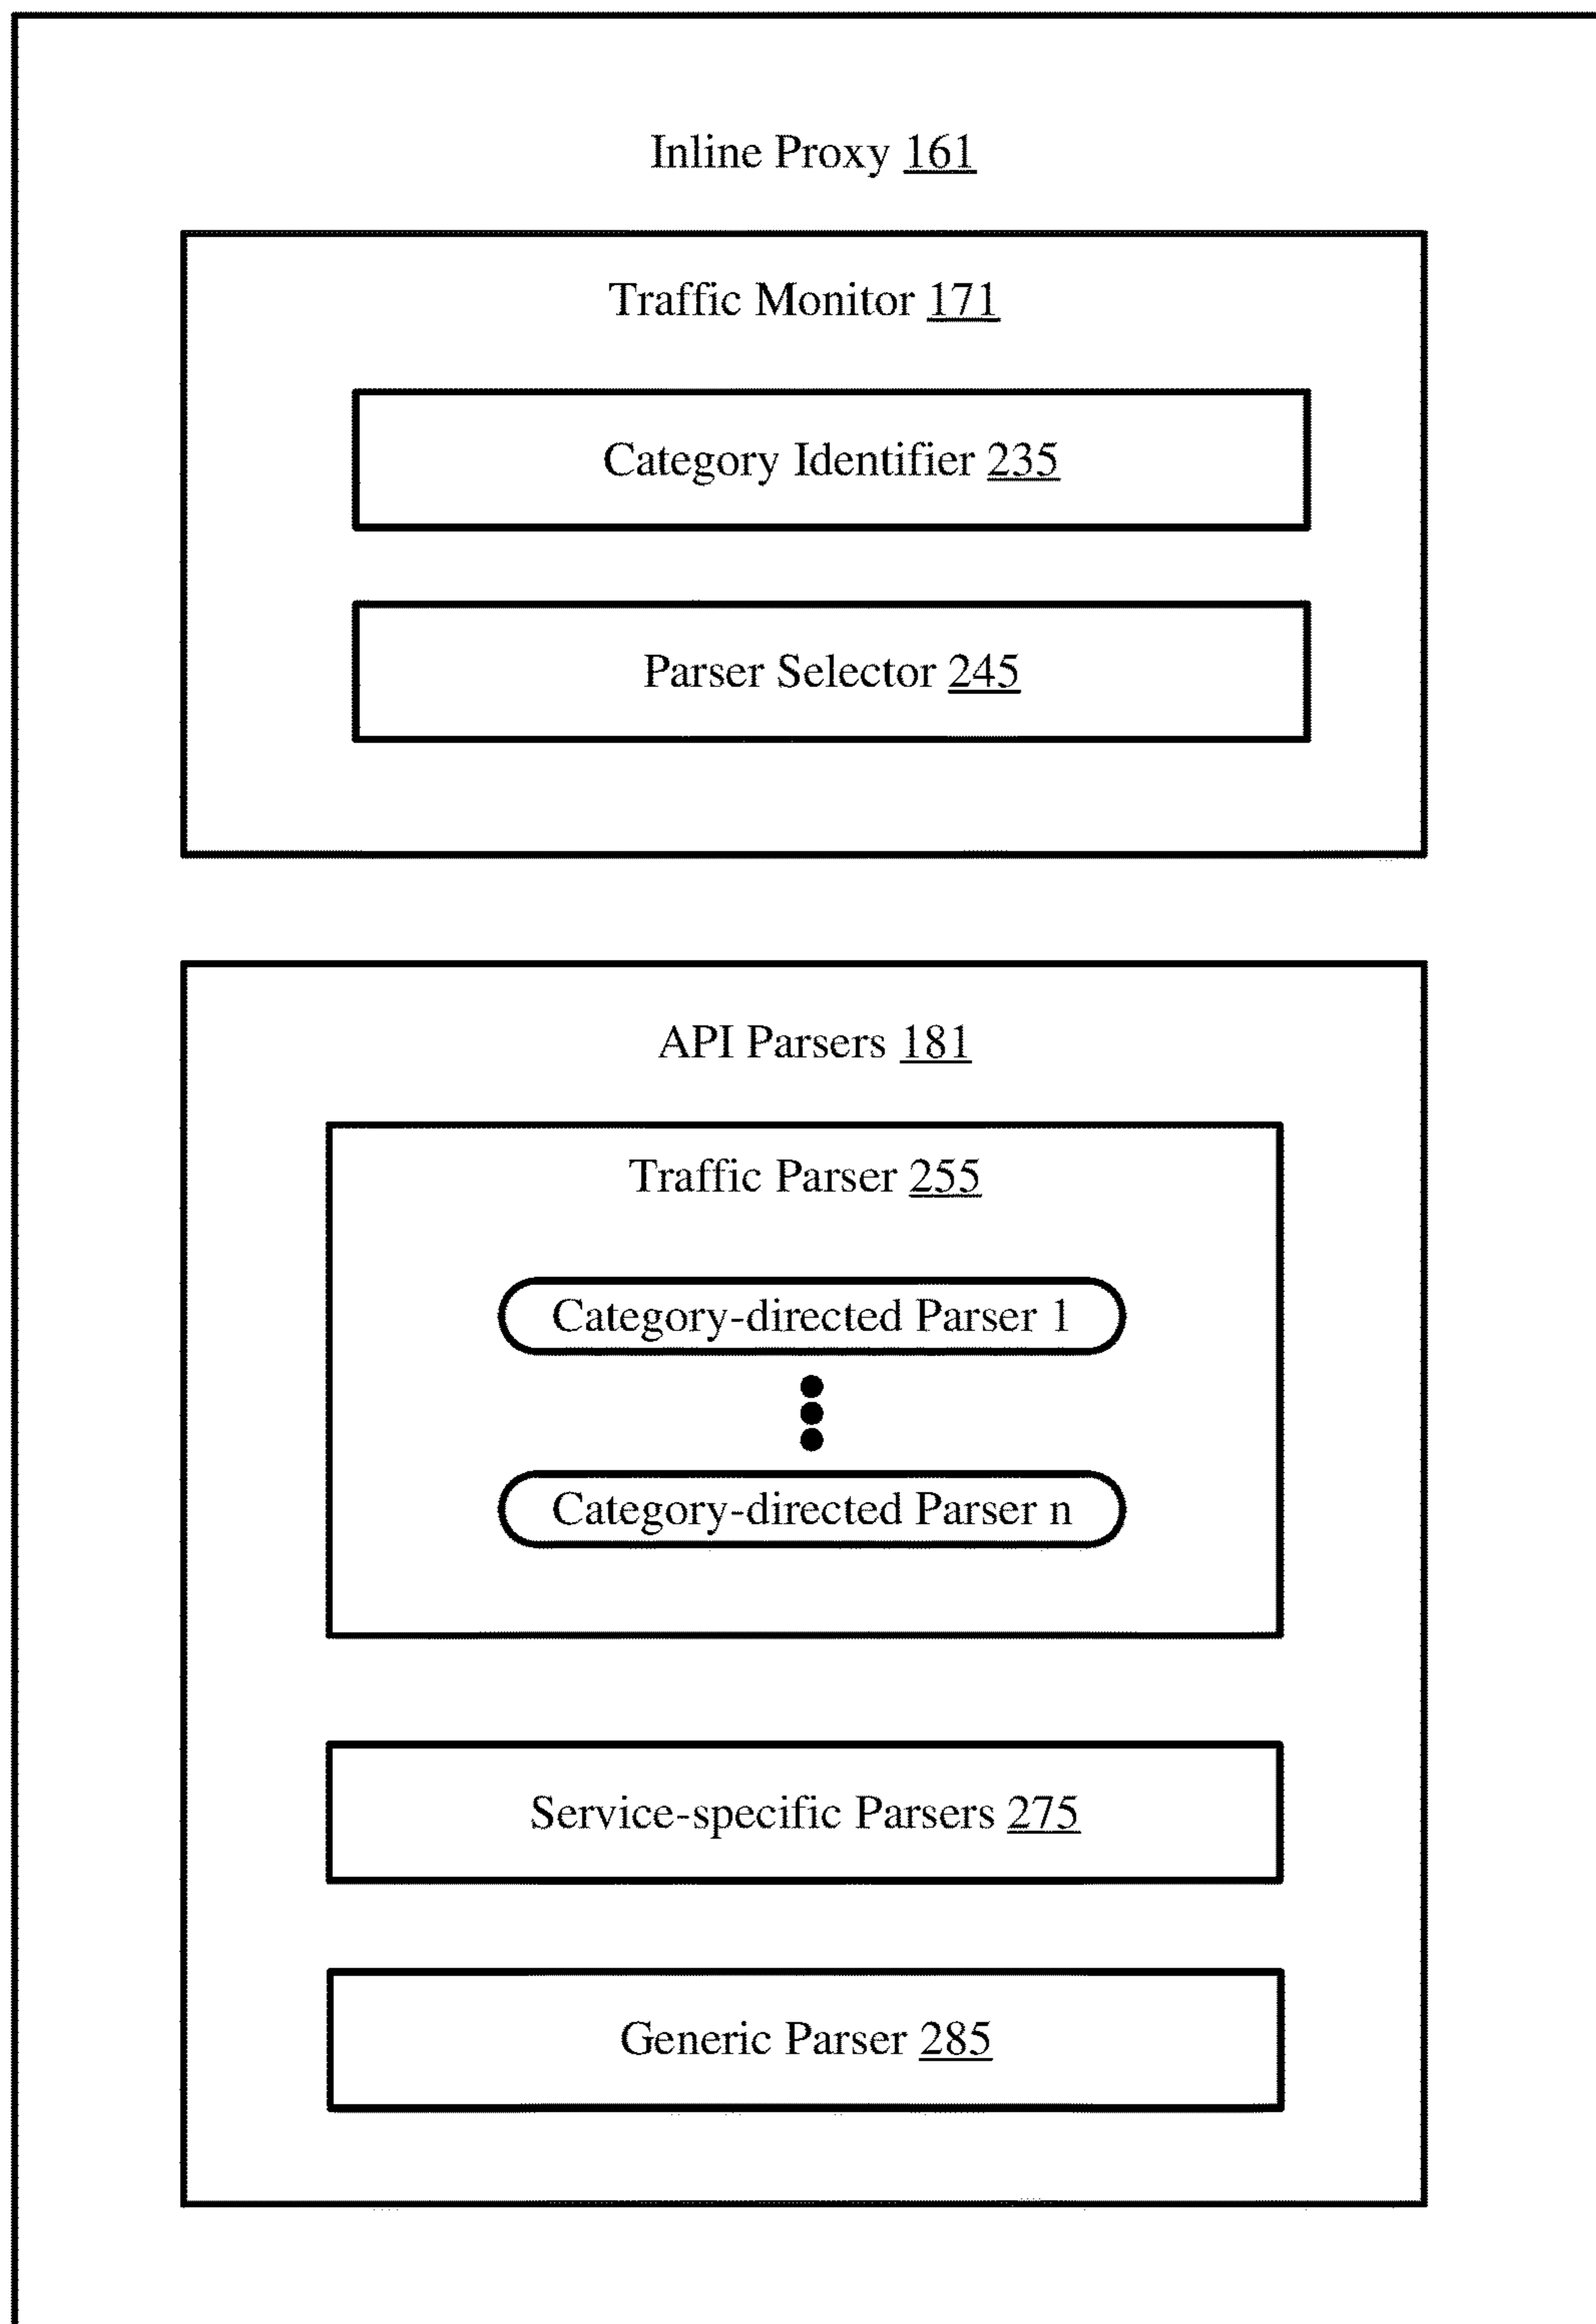 Inline Proxy 161
Traffic Monitor 171
Category Identifier 235
Parser Selector 245
API Parsers 181
Traffic Parser 255
Category-directed Parser 1
Category-directed Parser n
Service-specific Parsers 275
Generic Parser 285